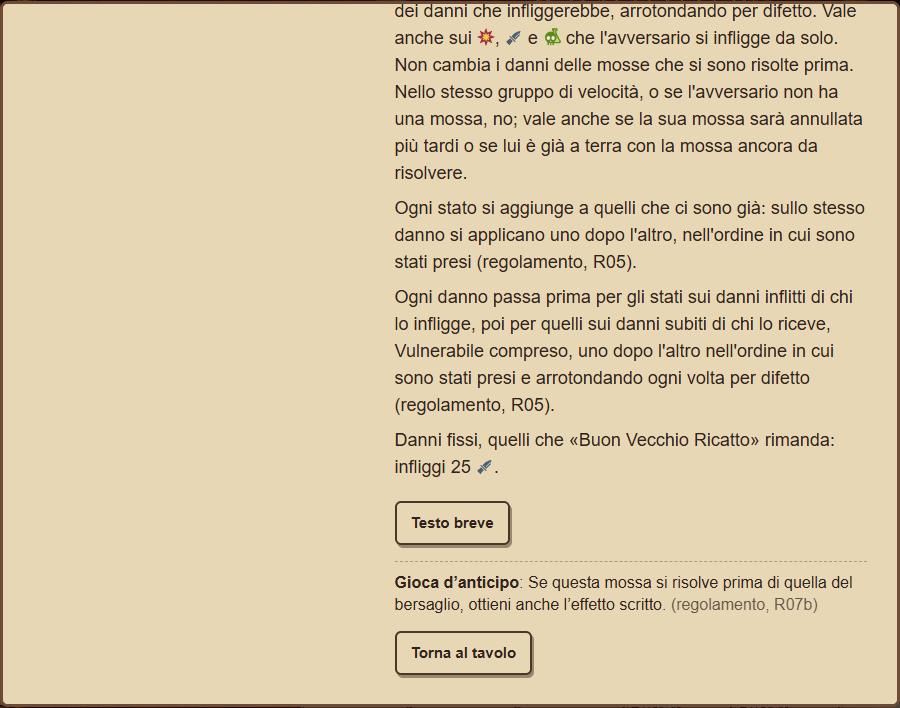 dei danni che infliggerebbe, arrotondando per difetto. Vale
anche sui , e che l'avversario si infligge da solo.
Non cambia i danni delle mosse che si sono risolte prima.
Nello stesso gruppo di velocità, o se l'avversario non ha
una mossa, no; vale anche se la sua mossa sarà annullata
più tardi o se lui è già a terra con la mossa ancora da
risolvere.
Ogni stato si aggiunge a quelli che ci sono già: sullo stesso
danno si applicano uno dopo l'altro, nell'ordine in cui sono
stati presi (regolamento, R05).
Ogni danno passa prima per gli stati sui danni inflitti di chi
lo infligge, poi per quelli sui danni subiti di chi lo riceve,
Vulnerabile compreso, uno dopo l'altro nell'ordine in cui
sono stati presi e arrotondando ogni volta per difetto
(regolamento, R05).
Danni fissi, quelli che «Buon Vecchio Ricatto» rimanda:
infliggi 25 .
Testo breve
Gioca d’anticipo: Se questa mossa si risolve prima di quella del
bersaglio, ottieni anche l’effetto scritto. (regolamento, R07b)
Torna al tavolo